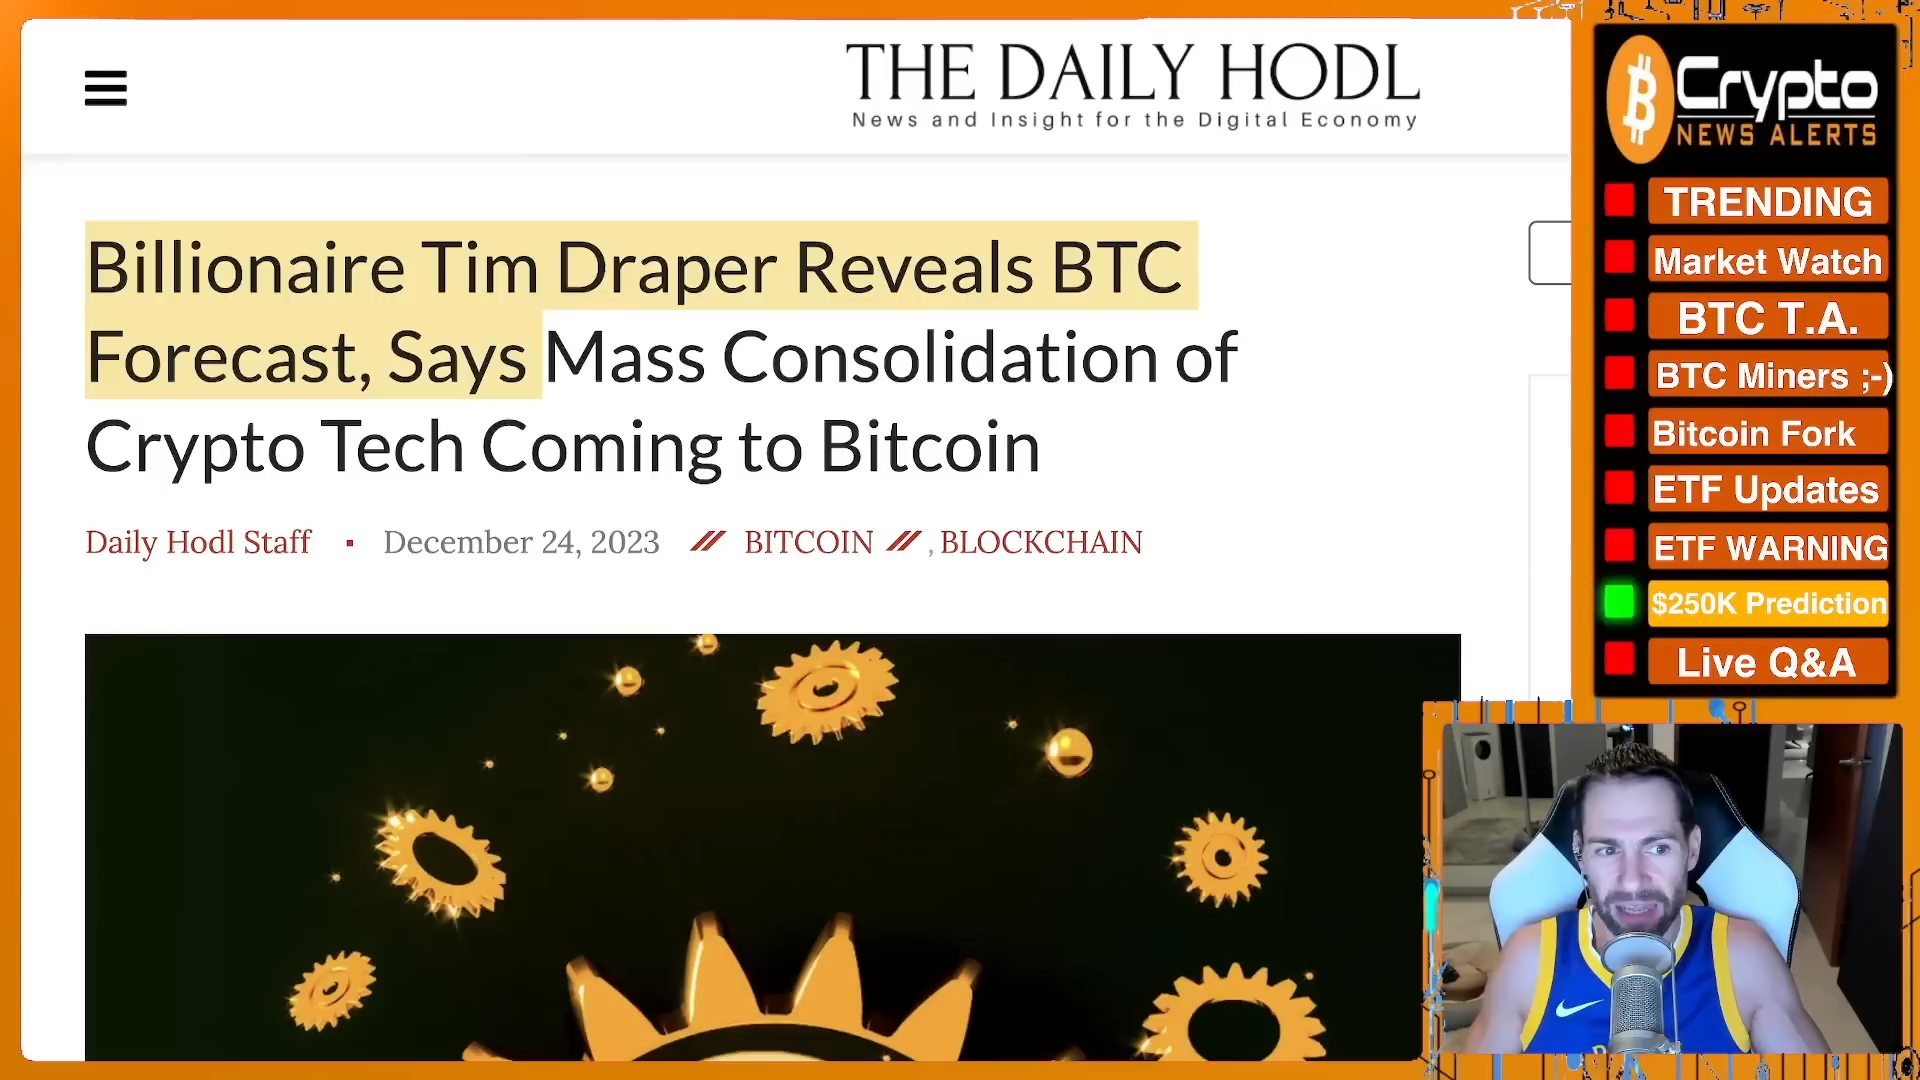 THE DAILY HODL
News and Insight for the Digital Economy
Billionaire Tim Draper Reveals BTC
Forecast, Says Mass Consolidation of
Crypto Tech Coming to Bitcoin
Daily Hodl Staff ▪ December 24, 2023 // BITCOIN // , BLOCKCHAIN
Crypto
NEWS ALERTS
TRENDING
Market Watch
BTC T.A.
BTC Miners ;-)
Bitcoin Fork
ETF Updates
ETF WARNING
$250K Prediction
Live Q&A